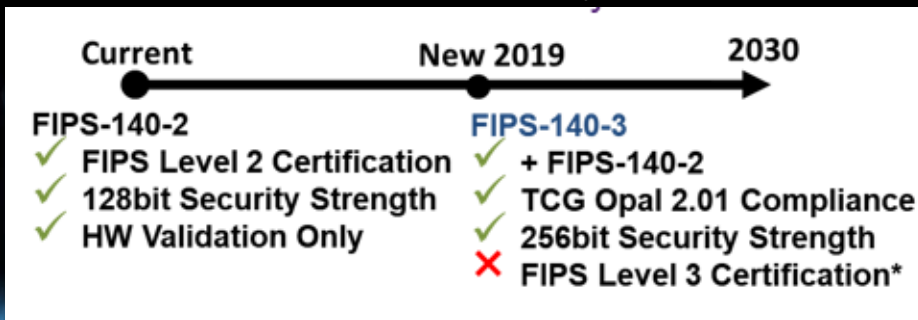 Current
New 2019
2030
FIPS-140-2
FIPS Level 2 Certification
128bit Security Strength
HW Validation Only
FIPS-140-3
+ FIPS-140-2
TCG Opal 2.01 Compliance
256bit Security Strength
FIPS Level 3 Certification*